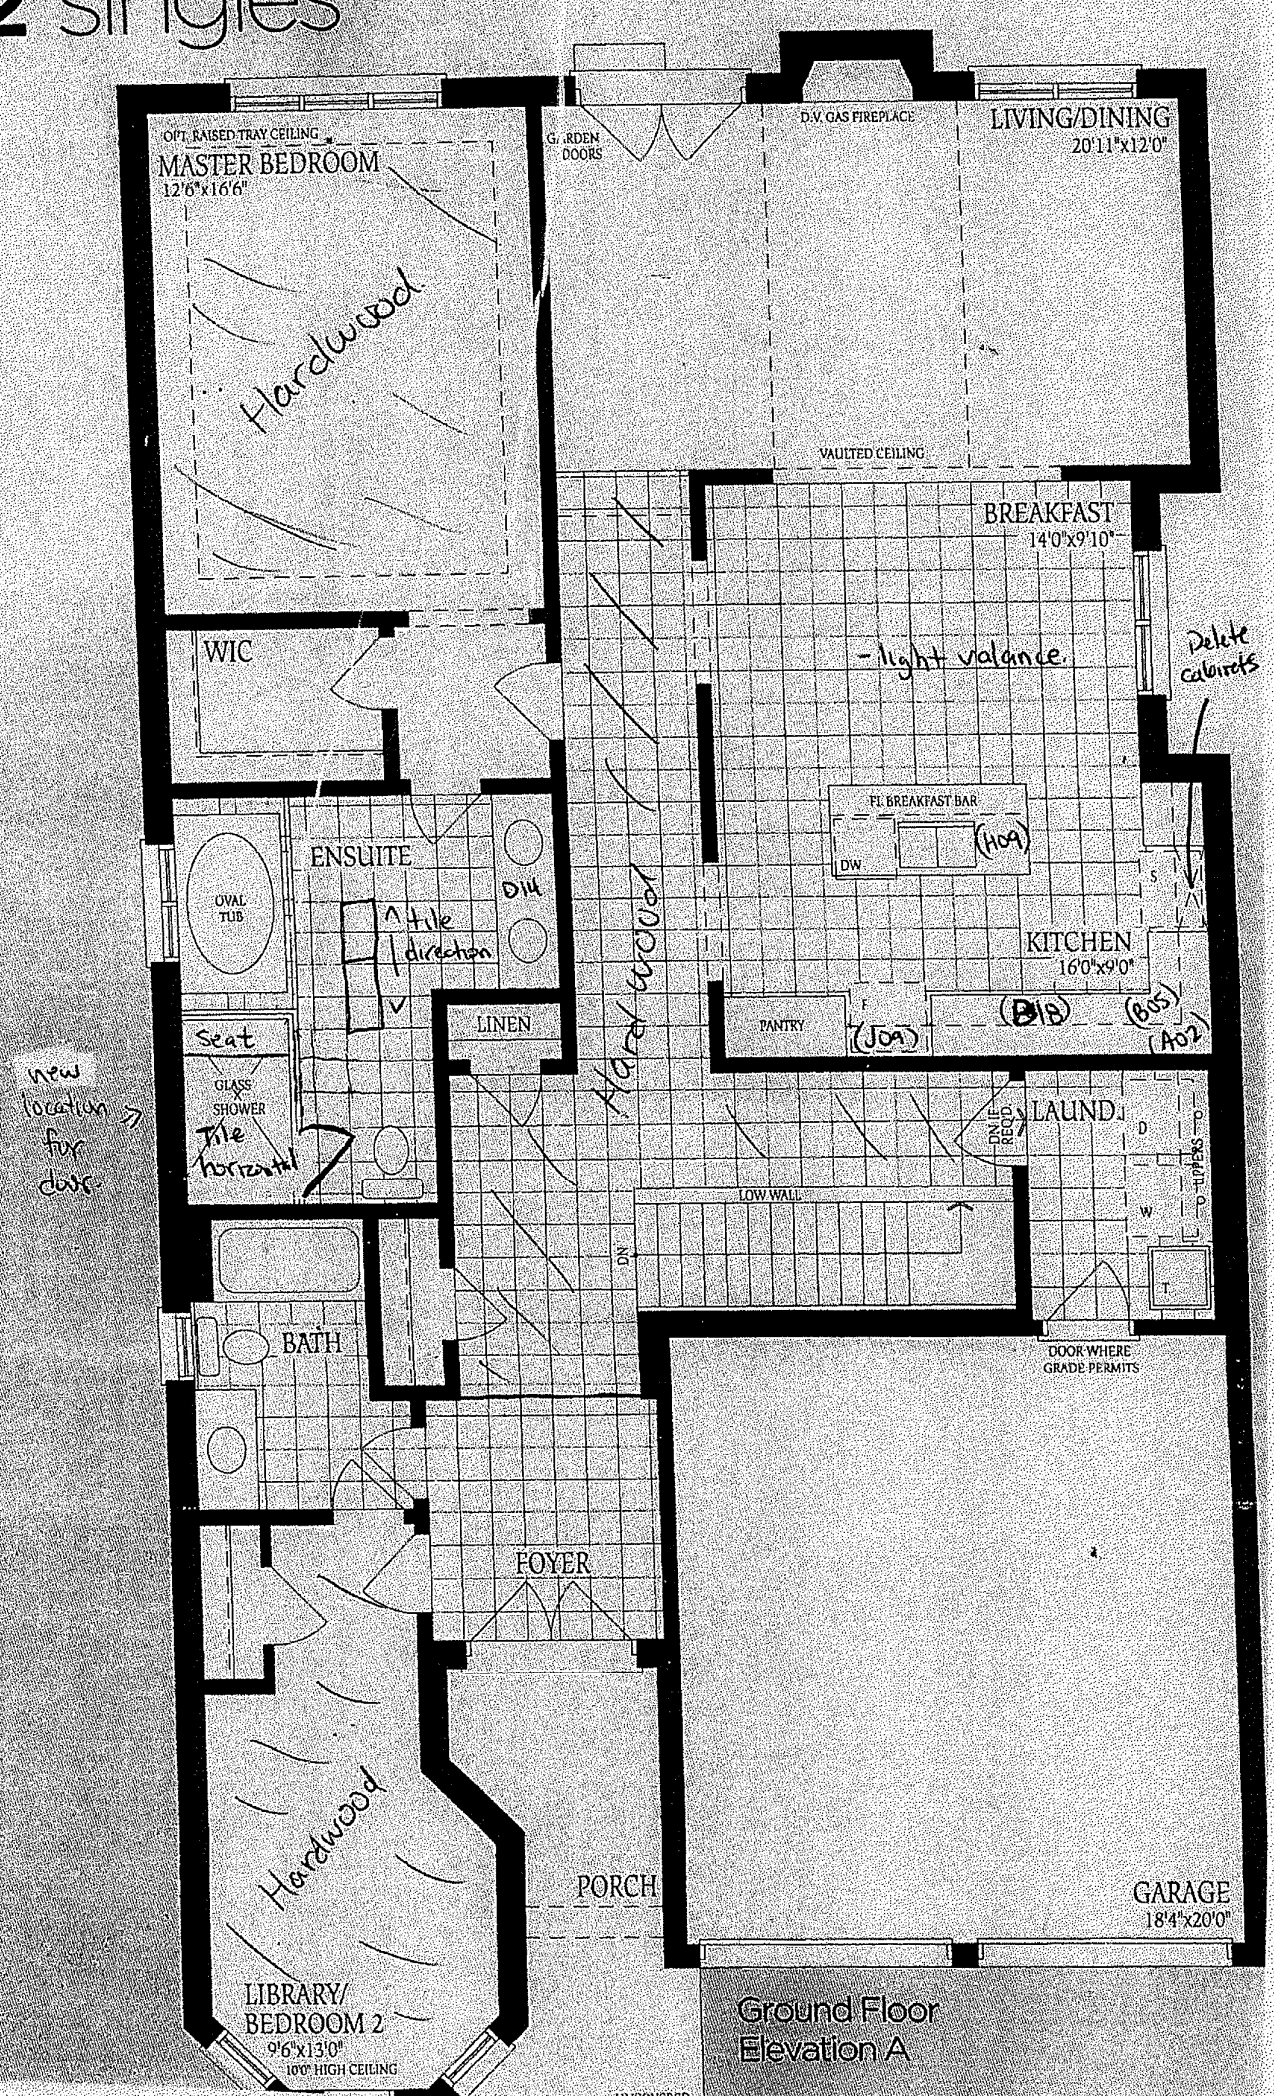 2 singles
OPT. RAISED TRAY CEILING
MASTER BEDROOM
12'6"x16'6"
Hardwood
GARDEN
DOORS
D.V. GAS FIREPLACE
LIVING/DINING
20'11"x12'0"
VAULTED CEILING
BREAKFAST
14'0"x9'10"
- light valance.
Delete
cabinets
WIC
FL. BREAKFAST BAR
DW
(H09)
S
KITCHEN
16'0"x9'0"
PANTRY
F
(J09)
(B18)
(B05)
(A02)
ENSUITE
OVAL
TUB
D14
tile
direction
Hardwood
LINEN
Seat
GLASS
SHOWER
Tile
horizontal
new
location
for
door.
DN IF
REQ'D
LAUND.
D
W
UPPERS
T
LOW WALL
DN
BATH
DOOR WHERE
GRADE PERMITS
FOYER
Hardwood
PORCH
GARAGE
18'4"x20'0"
LIBRARY/
BEDROOM 2
9'6"x13'0"
10'0" HIGH CEILING
Ground Floor
Elevation A